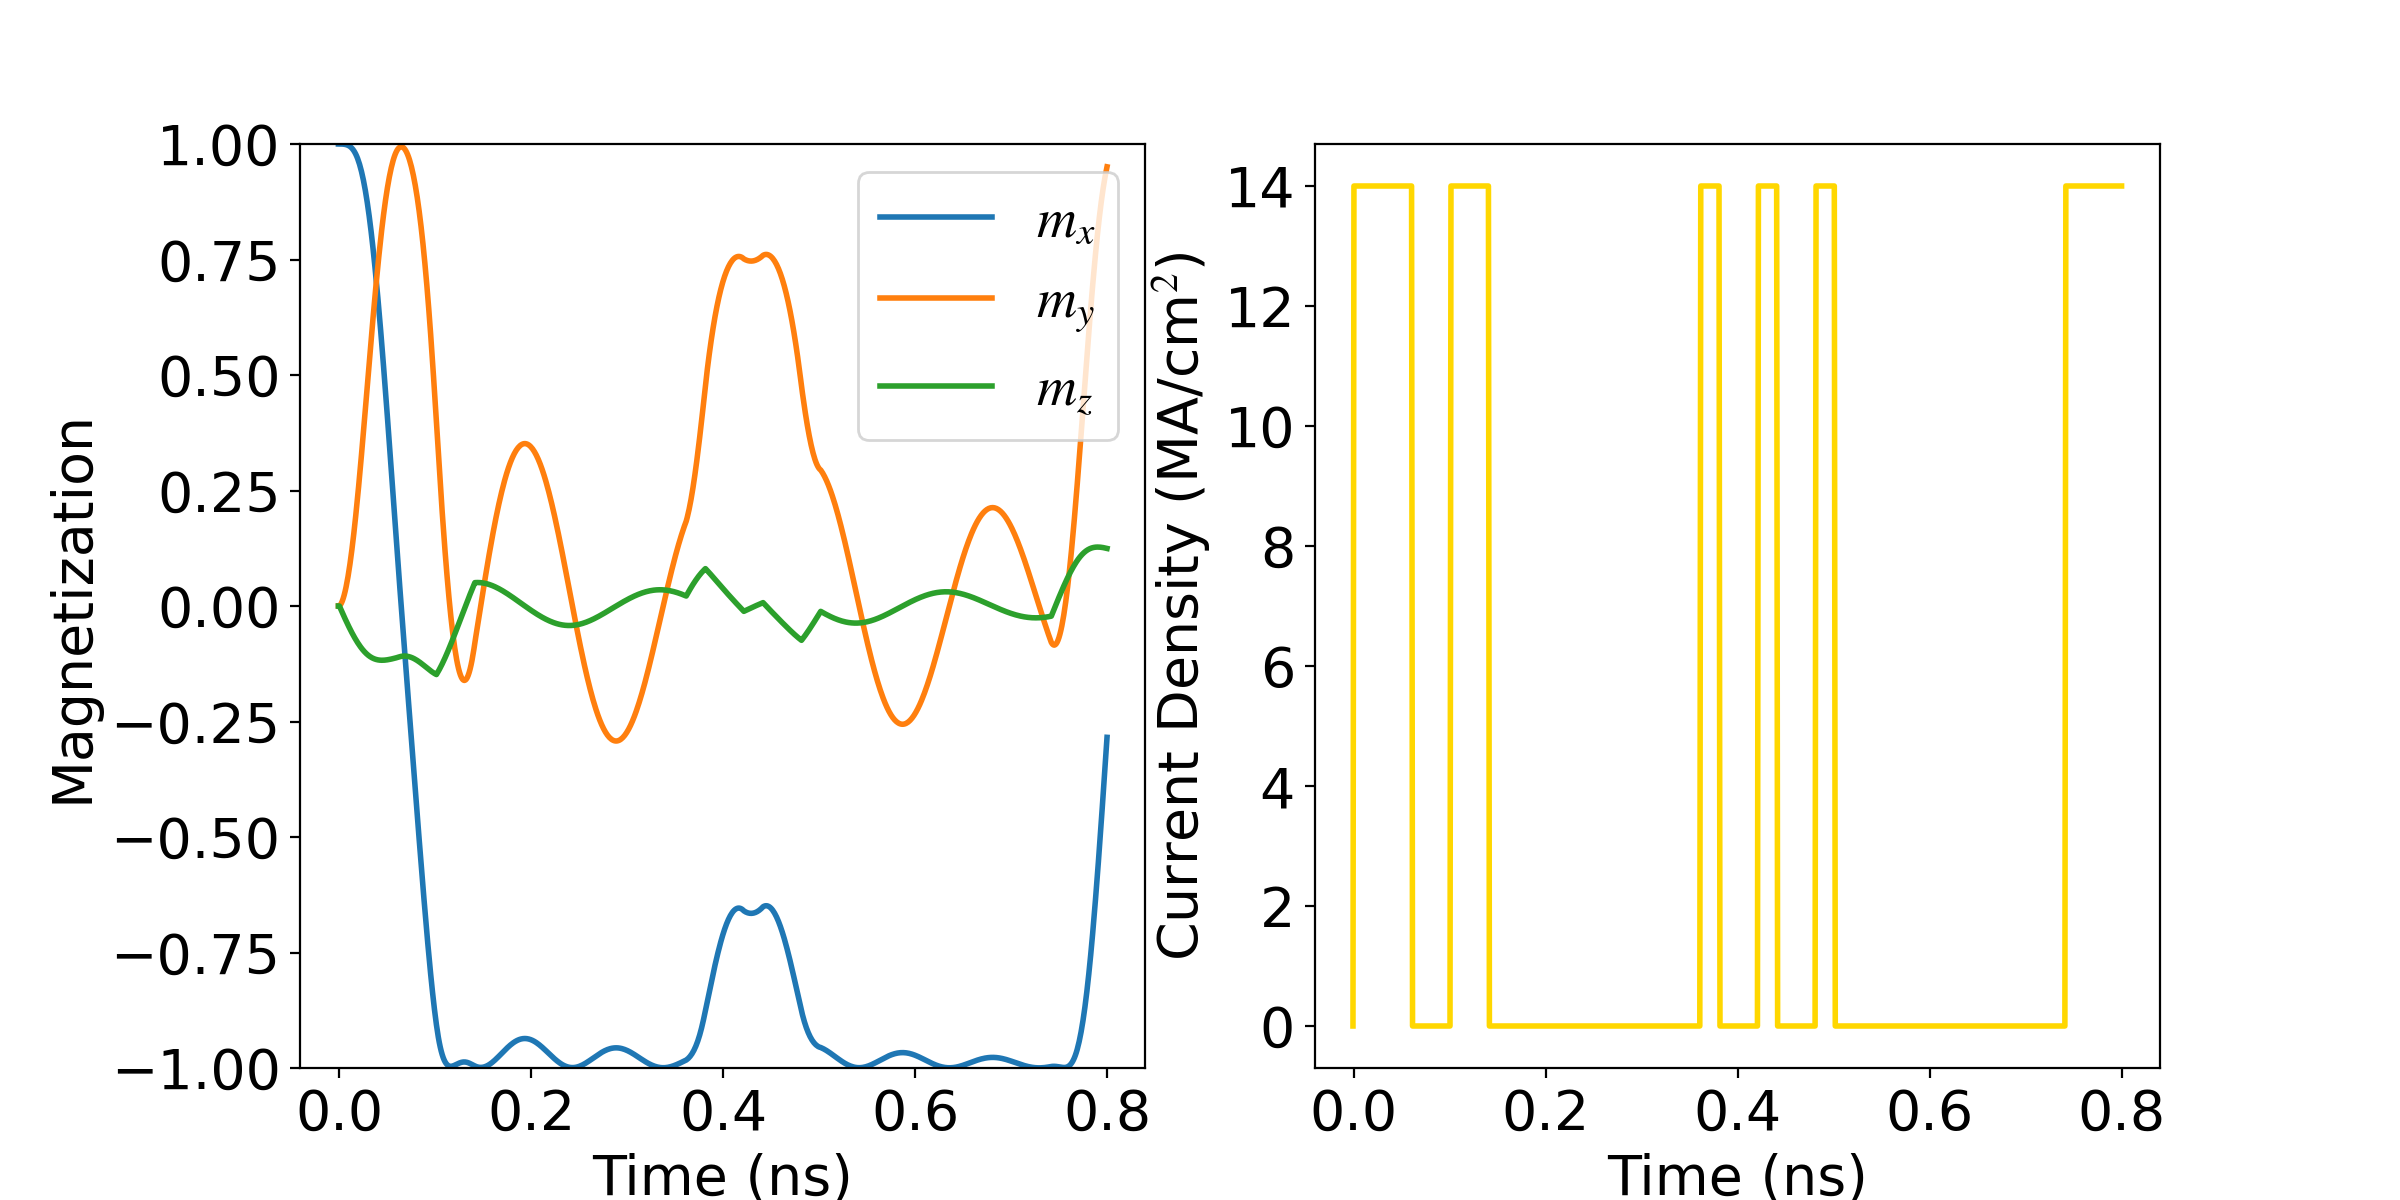 Magnetization
1.00
0.75
0.50
0.25
0.00
−0.25
−0.50
−0.75
−1.00
0.0 0.2 0.4 0.6 0.8
Time (ns)
m_x
m_y
m_z
Current Density (MA/cm²)
14
12
10
8
6
4
2
0
0.0 0.2 0.4 0.6 0.8
Time (ns)